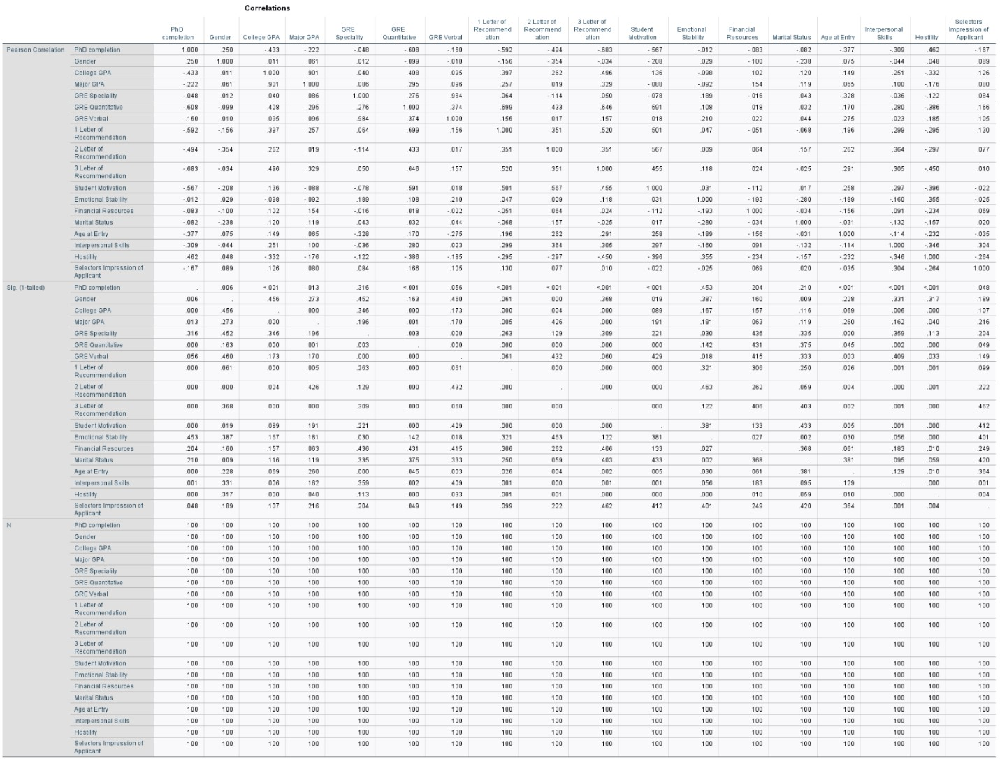 Correlations
PhD completion Gender College GPA Major GPA GRE Speciality GRE Quantitative GRE Verbal 1 Letter of Recommend ation 2 Letter of Recommend ation 3 Letter of Recommend ation Student Motivation Emotional Stability Financial Resources Marital Status Age at Entry Interpersonal Skills Hostility Selectors Impression of Applicant
Pearson Correlation PhD completion 1.000 .250 -.433 -.222 -.048 -.608 -.160 -.592 -.494 -.683 -.567 -.012 -.083 -.082 -.377 -.309 .462 -.167
Gender .250 1.000 .011 .061 .012 -.099 -.010 -.156 -.354 -.034 -.208 .029 -.100 -.238 .075 -.044 .048 .089
College GPA -.433 .011 1.000 .901 .040 .408 .095 .397 .262 .496 .136 -.098 .102 .120 .149 .251 -.332 .126
Major GPA -.222 .061 .901 1.000 .086 .295 .096 .257 .019 .329 -.088 -.092 .154 .119 .065 .100 -.176 .080
GRE Speciality -.048 .012 .040 .086 1.000 .276 .984 .064 -.114 .050 -.078 .189 -.016 .043 -.328 -.036 -.122 .084
GRE Quantitative -.608 -.099 .408 .295 .276 1.000 .374 .699 .433 .646 .591 .108 .018 .032 .170 .280 -.386 .166
GRE Verbal -.160 -.010 .095 .096 .984 .374 1.000 .156 .017 .157 .018 .210 -.022 .044 -.275 .023 -.185 .105
1 Letter of Recommendation -.592 -.156 .397 .257 .064 .699 .156 1.000 .351 .520 .501 .047 -.051 -.068 .196 .299 -.295 .130
2 Letter of Recommendation -.494 -.354 .262 .019 -.114 .433 .017 .351 1.000 .351 .567 .009 .064 .157 .262 .364 -.297 .077
3 Letter of Recommendation -.683 -.034 .496 .329 .050 .646 .157 .520 .351 1.000 .455 .118 .024 -.025 .291 .305 -.450 .010
Student Motivation -.567 -.208 .136 -.088 -.078 .591 .018 .501 .567 .455 1.000 .031 -.112 .017 .258 .297 -.396 -.022
Emotional Stability -.012 .029 -.098 -.092 .189 .108 .210 .047 .009 .118 .031 1.000 -.193 -.280 -.189 -.160 .355 -.025
Financial Resources -.083 -.100 .102 .154 -.016 .018 -.022 -.051 .064 .024 -.112 -.193 1.000 -.034 -.156 .091 -.234 .069
Marital Status -.082 -.238 .120 .119 .043 .032 .044 -.068 .157 -.025 .017 -.280 -.034 1.000 -.031 -.132 -.157 .020
Age at Entry -.377 .075 .149 .065 -.328 .170 -.275 .196 .262 .291 .258 -.189 -.156 -.031 1.000 -.114 -.232 -.035
Interpersonal Skills -.309 -.044 .251 .100 -.036 .280 .023 .299 .364 .305 .297 -.160 .091 -.132 -.114 1.000 -.346 .304
Hostility .462 .048 -.332 -.176 -.122 -.386 -.185 -.295 -.297 -.450 -.396 .355 -.234 -.157 -.232 -.346 1.000 -.264
Selectors Impression of Applicant -.167 .089 .126 .080 .084 .166 .105 .130 .077 .010 -.022 -.025 .069 .020 -.035 .304 -.264 1.000
Sig. (1-tailed) PhD completion . .006 <.001 .013 .316 <.001 .056 <.001 <.001 <.001 <.001 .453 .204 .210 <.001 <.001 <.001 .048
Gender .006 . .456 .273 .452 .163 .460 .061 .000 .368 .019 .387 .160 .009 .228 .331 .317 .189
College GPA .000 .456 . .000 .346 .000 .173 .000 .004 .000 .089 .167 .157 .116 .069 .006 .000 .107
Major GPA .013 .273 .000 . .196 .001 .170 .005 .426 .000 .191 .181 .063 .119 .260 .162 .040 .216
GRE Speciality .316 .452 .346 .196 . .003 .000 .263 .129 .309 .221 .030 .436 .335 .000 .359 .113 .204
GRE Quantitative .000 .163 .000 .001 .003 . .000 .000 .000 .000 .000 .142 .431 .375 .045 .002 .000 .049
GRE Verbal .056 .460 .173 .170 .000 .000 . .061 .432 .060 .429 .018 .415 .333 .003 .409 .033 .149
1 Letter of Recommendation .000 .061 .000 .005 .263 .000 .061 . .000 .000 .000 .321 .306 .250 .026 .001 .001 .099
2 Letter of Recommendation .000 .000 .004 .426 .129 .000 .432 .000 . .000 .000 .463 .262 .059 .004 .000 .001 .222
3 Letter of Recommendation .000 .368 .000 .000 .309 .000 .060 .000 .000 . .000 .122 .406 .403 .002 .001 .000 .462
Student Motivation .000 .019 .089 .191 .221 .000 .429 .000 .000 .000 . .381 .133 .433 .005 .001 .000 .412
Emotional Stability .453 .387 .167 .181 .030 .142 .018 .321 .463 .122 .381 . .027 .002 .030 .056 .000 .401
Financial Resources .204 .160 .157 .063 .436 .431 .415 .306 .262 .406 .133 .027 . .368 .061 .183 .010 .249
Marital Status .210 .009 .116 .119 .335 .375 .333 .250 .059 .403 .433 .002 .368 . .381 .095 .059 .420
Age at Entry .000 .228 .069 .260 .000 .045 .003 .026 .004 .002 .005 .030 .061 .381 . .129 .010 .364
Interpersonal Skills .001 .331 .006 .162 .359 .002 .409 .001 .000 .001 .001 .056 .183 .095 .129 . .000 .001
Hostility .000 .317 .000 .040 .113 .000 .033 .001 .001 .000 .000 .000 .010 .059 .010 .000 . .004
Selectors Impression of Applicant .048 .189 .107 .216 .204 .049 .149 .099 .222 .462 .412 .401 .249 .420 .364 .001 .004 .
N PhD completion 100 100 100 100 100 100 100 100 100 100 100 100 100 100 100 100 100 100
Gender 100 100 100 100 100 100 100 100 100 100 100 100 100 100 100 100 100 100
College GPA 100 100 100 100 100 100 100 100 100 100 100 100 100 100 100 100 100 100
Major GPA 100 100 100 100 100 100 100 100 100 100 100 100 100 100 100 100 100 100
GRE Speciality 100 100 100 100 100 100 100 100 100 100 100 100 100 100 100 100 100 100
GRE Quantitative 100 100 100 100 100 100 100 100 100 100 100 100 100 100 100 100 100 100
GRE Verbal 100 100 100 100 100 100 100 100 100 100 100 100 100 100 100 100 100 100
1 Letter of Recommendation 100 100 100 100 100 100 100 100 100 100 100 100 100 100 100 100 100 100
2 Letter of Recommendation 100 100 100 100 100 100 100 100 100 100 100 100 100 100 100 100 100 100
3 Letter of Recommendation 100 100 100 100 100 100 100 100 100 100 100 100 100 100 100 100 100 100
Student Motivation 100 100 100 100 100 100 100 100 100 100 100 100 100 100 100 100 100 100
Emotional Stability 100 100 100 100 100 100 100 100 100 100 100 100 100 100 100 100 100 100
Financial Resources 100 100 100 100 100 100 100 100 100 100 100 100 100 100 100 100 100 100
Marital Status 100 100 100 100 100 100 100 100 100 100 100 100 100 100 100 100 100 100
Age at Entry 100 100 100 100 100 100 100 100 100 100 100 100 100 100 100 100 100 100
Interpersonal Skills 100 100 100 100 100 100 100 100 100 100 100 100 100 100 100 100 100 100
Hostility 100 100 100 100 100 100 100 100 100 100 100 100 100 100 100 100 100 100
Selectors Impression of Applicant 100 100 100 100 100 100 100 100 100 100 100 100 100 100 100 100 100 100